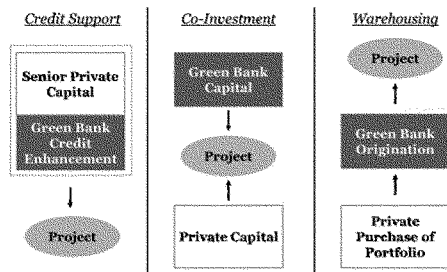 Credit Support
Senior Private
Capital
Green Bank
Credit
Enhancement
Project
Co-Investment
Green Bank
Capital
Project
Private Capital
Warehousing
Project
Green Bank
Origination
Private
Purchase of
Portfolio